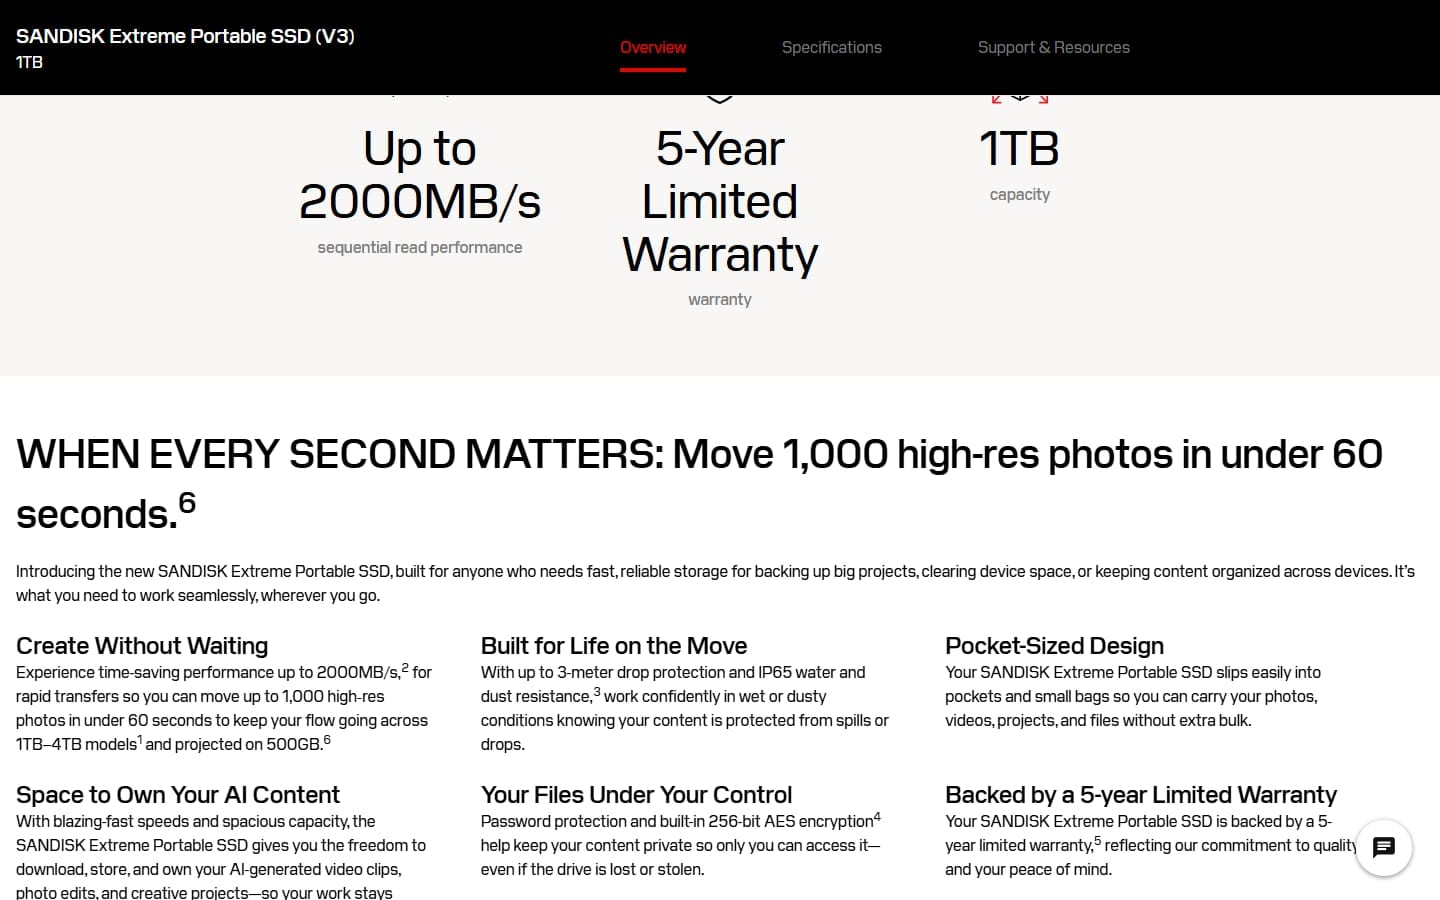 SANDISK Extreme Portable SSD (V3)
1TB
Overview
Specifications
Support & Resources
Up to
2000MB/s
sequential read performance
5-Year
Limited
Warranty
warranty
1TB
capacity
WHEN EVERY SECOND MATTERS: Move 1,000 high-res photos in under 60
seconds.6
Introducing the new SANDISK Extreme Portable SSD, built for anyone who needs fast, reliable storage for backing up big projects, clearing device space, or keeping content organized across devices. It’s
what you need to work seamlessly, wherever you go.
Create Without Waiting
Experience time-saving performance up to 2000MB/s,2 for
rapid transfers so you can move up to 1,000 high-res
photos in under 60 seconds to keep your flow going across
1TB–4TB models1 and projected on 500GB.6
Built for Life on the Move
With up to 3-meter drop protection and IP65 water and
dust resistance,3 work confidently in wet or dusty
conditions knowing your content is protected from spills or
drops.
Pocket-Sized Design
Your SANDISK Extreme Portable SSD slips easily into
pockets and small bags so you can carry your photos,
videos, projects, and files without extra bulk.
Space to Own Your AI Content
With blazing-fast speeds and spacious capacity, the
SANDISK Extreme Portable SSD gives you the freedom to
download, store, and own your AI-generated video clips,
photo edits, and creative projects—so your work stays
Your Files Under Your Control
Password protection and built-in 256-bit AES encryption4
help keep your content private so only you can access it—
even if the drive is lost or stolen.
Backed by a 5-year Limited Warranty
Your SANDISK Extreme Portable SSD is backed by a 5-
year limited warranty,5 reflecting our commitment to quality
and your peace of mind.